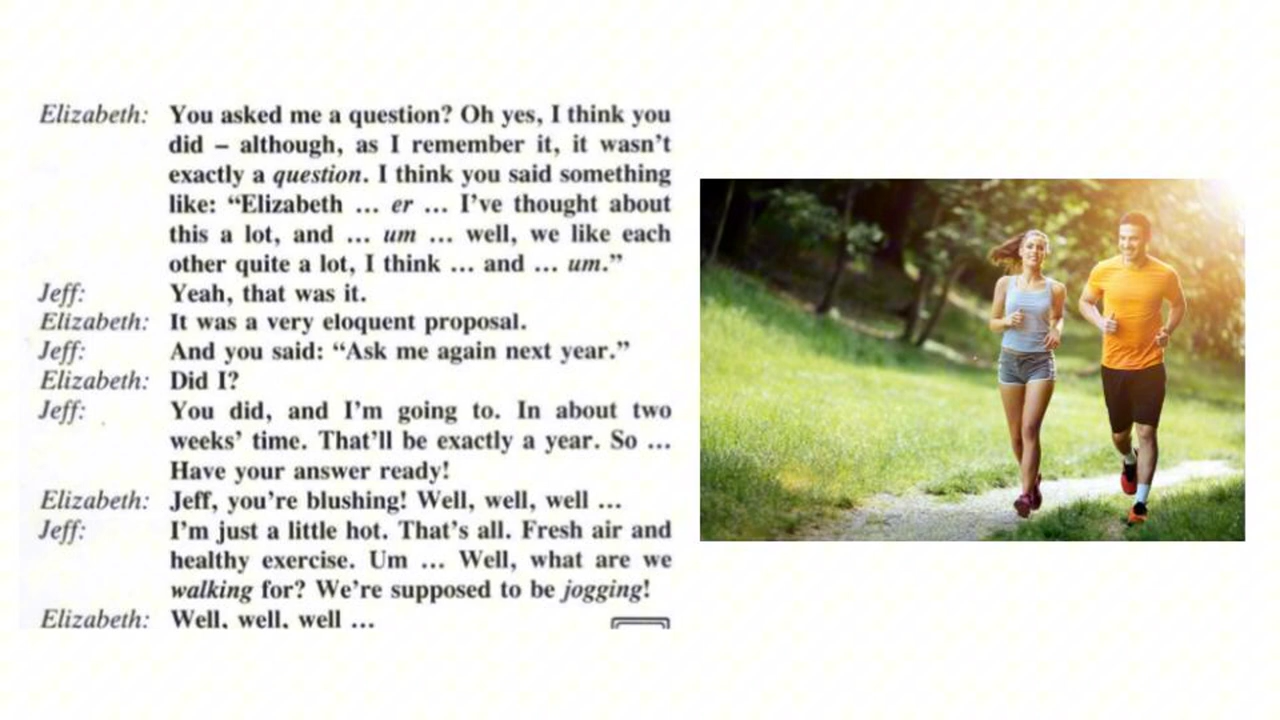 Elizabeth: You asked me a question? Oh yes, I think you
did – although, as I remember it, it wasn't
exactly a question. I think you said something
like: “Elizabeth ... er ... I've thought about
this a lot, and ... um ... well, we like each
other quite a lot, I think ... and ... um.”
Jeff: Yeah, that was it.
Elizabeth: It was a very eloquent proposal.
Jeff: And you said: “Ask me again next year.”
Elizabeth: Did I?
Jeff: You did, and I'm going to. In about two
weeks' time. That'll be exactly a year. So ...
Have your answer ready!
Elizabeth: Jeff, you're blushing! Well, well, well ...
Jeff: I'm just a little hot. That's all. Fresh air and
healthy exercise. Um ... Well, what are we
walking for? We're supposed to be jogging!
Elizabeth: Well, well, well ...